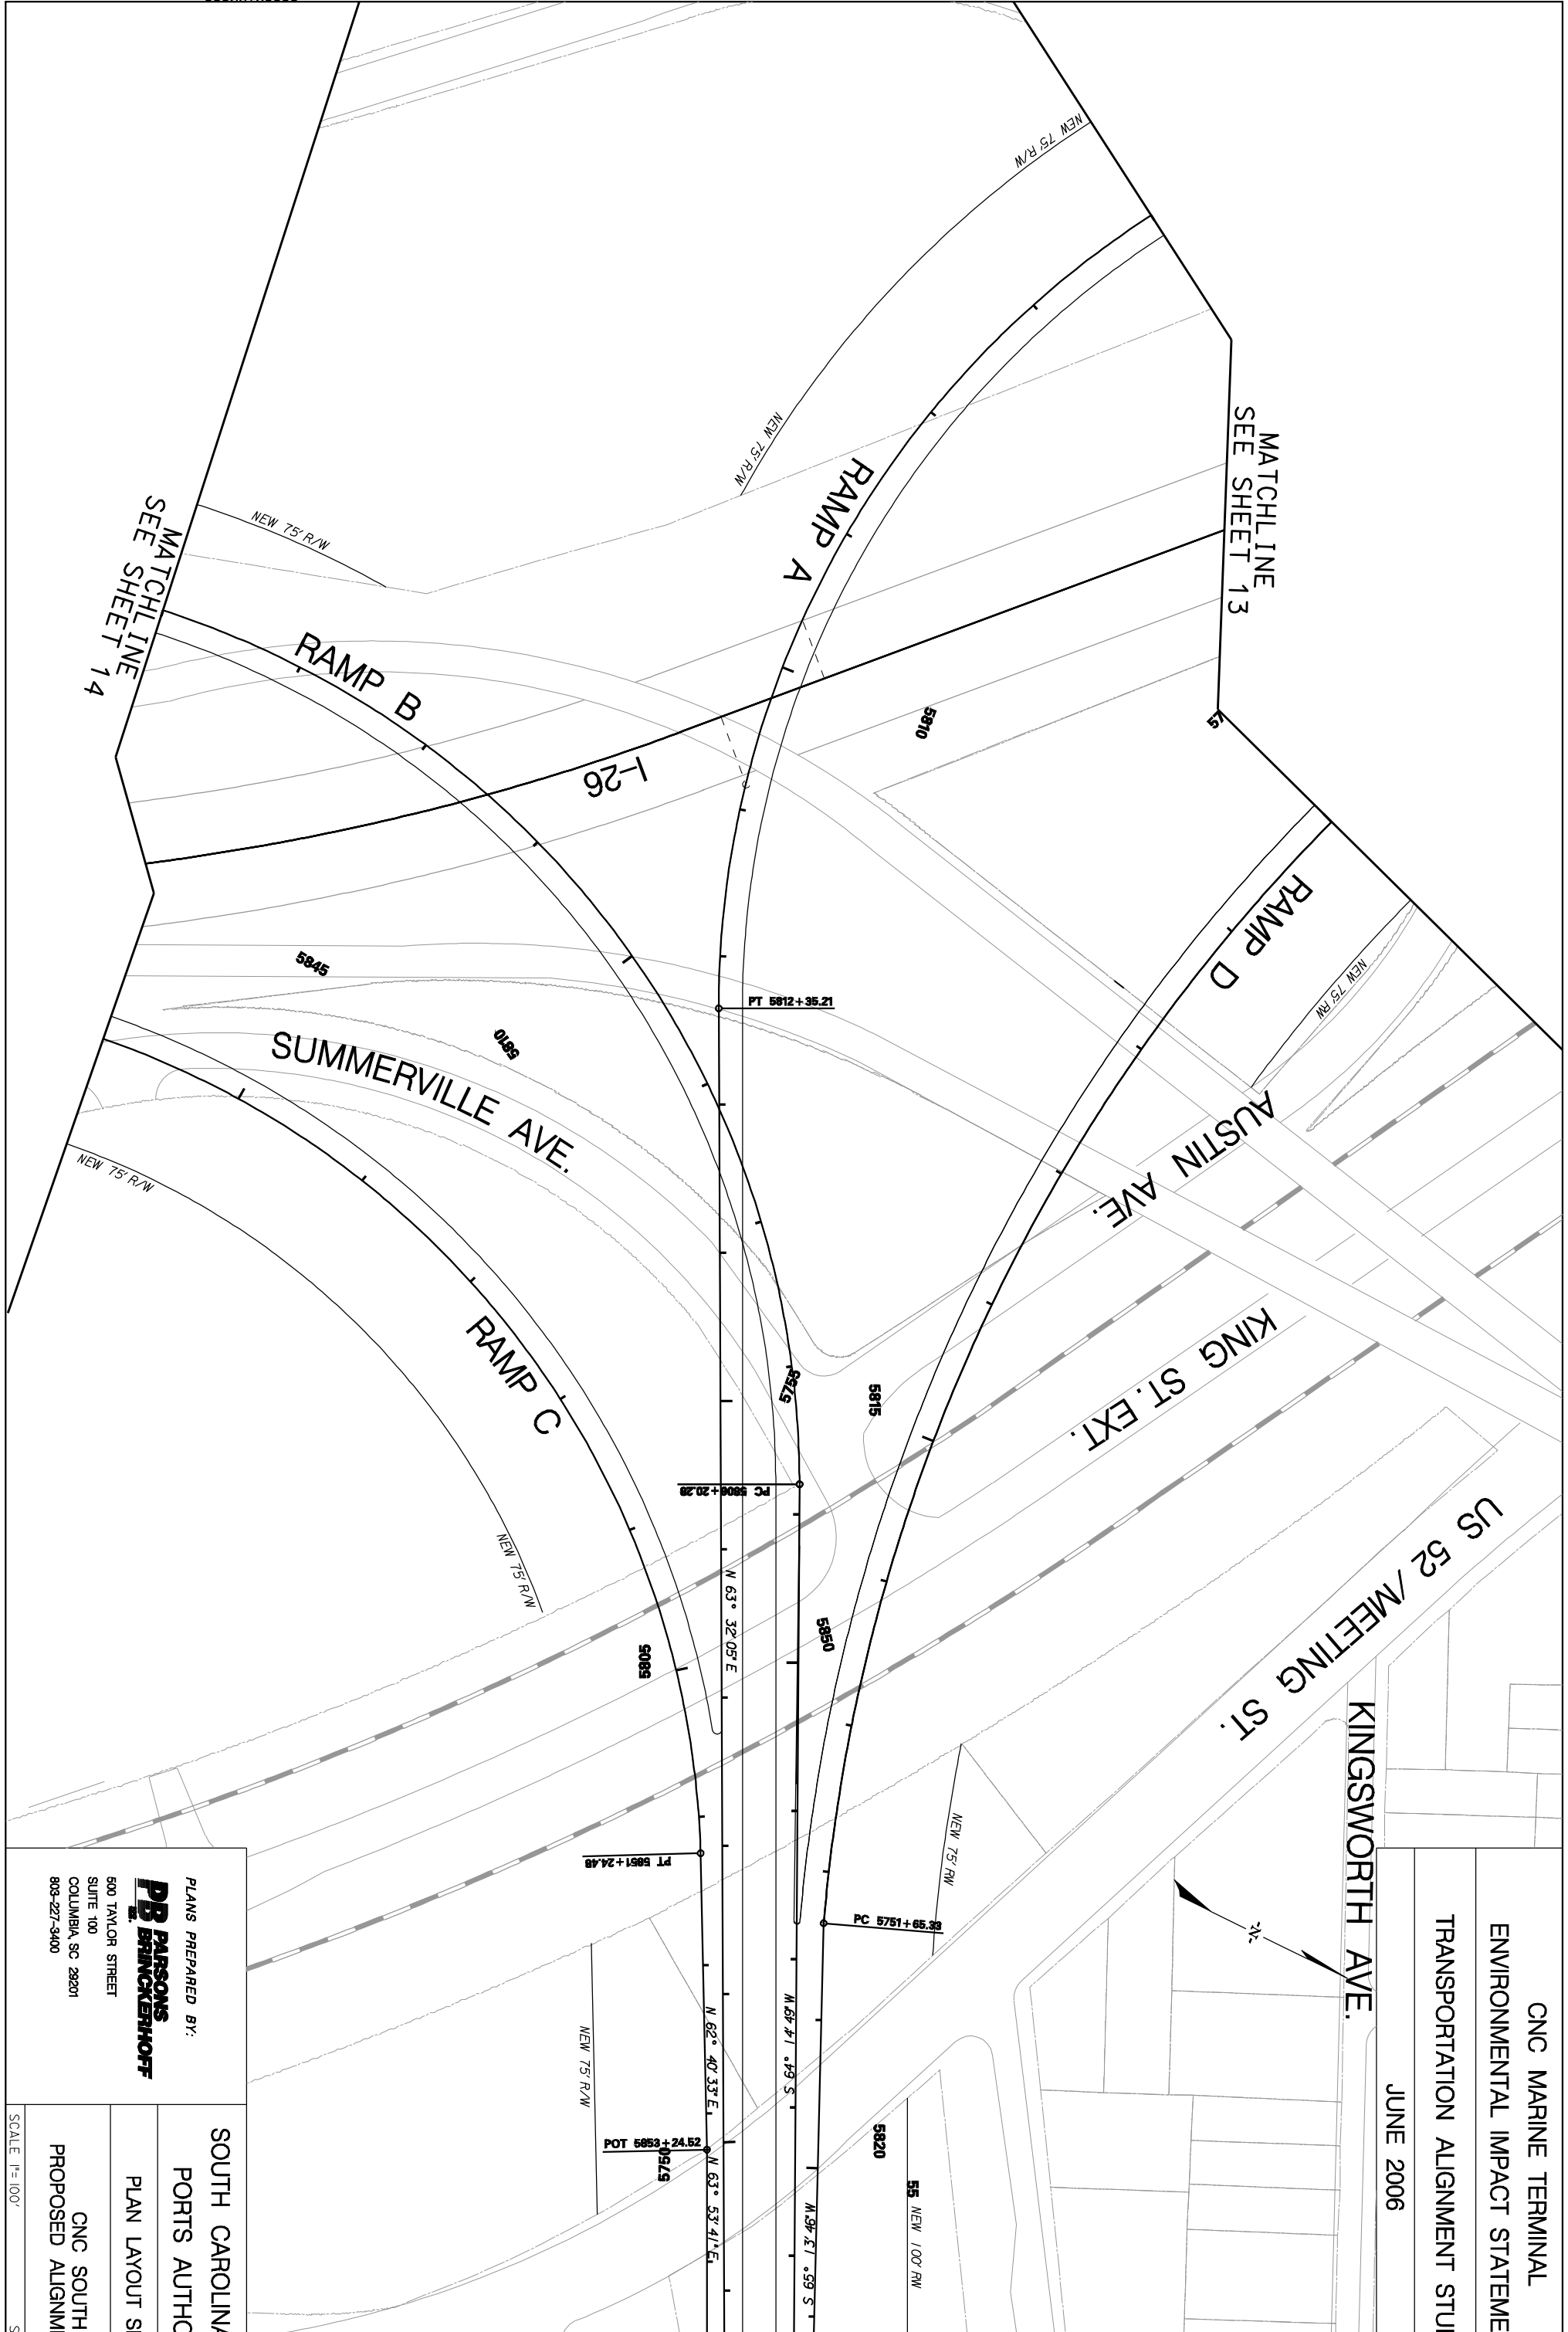 NEW 75' R/W
NEW 75' R/W
RAMP A
MATCHLINE
SEE SHEET 13
NEW 75' R/W
MATCHLINE
SEE SHEET 14
RAMP B
I-26
5810
57
RAMP D
NEW 75' RW
5845
5810
SUMMERVILLE AVE.
PT 5812+35.21
AUSTIN AVE.
NEW 75' R/W
RAMP C
KING ST. EXT.
5755
5815
PC 5806+20.28
US 52 / MEETING ST.
NEW 75' R/W
N 63° 32' 05" E
5805
5850
KINGSWORTH AVE.
PT 5851+24.48
NEW 75' RW
PC 5751+65.33
-N-
N 62° 40' 33" E
S 64° 14' 49" W
NEW 75' R/W
POT 5853+24.52
5750
5820
N 63° 53' 41" E
S 65° 13' 46" W
55
NEW 100' RW
CNC MARINE TERMINAL
ENVIRONMENTAL IMPACT STATEME
TRANSPORTATION ALIGNMENT STU
JUNE 2006
PLANS PREPARED BY:
PB PARSONS
BRINCKERHOFF
500 TAYLOR STREET
SUITE 100
COLUMBIA, SC 29201
803-227-3400
SOUTH CAROLINA
PORTS AUTHO
PLAN LAYOUT S
CNC SOUTH
PROPOSED ALIGNM
SCALE 1"=100'